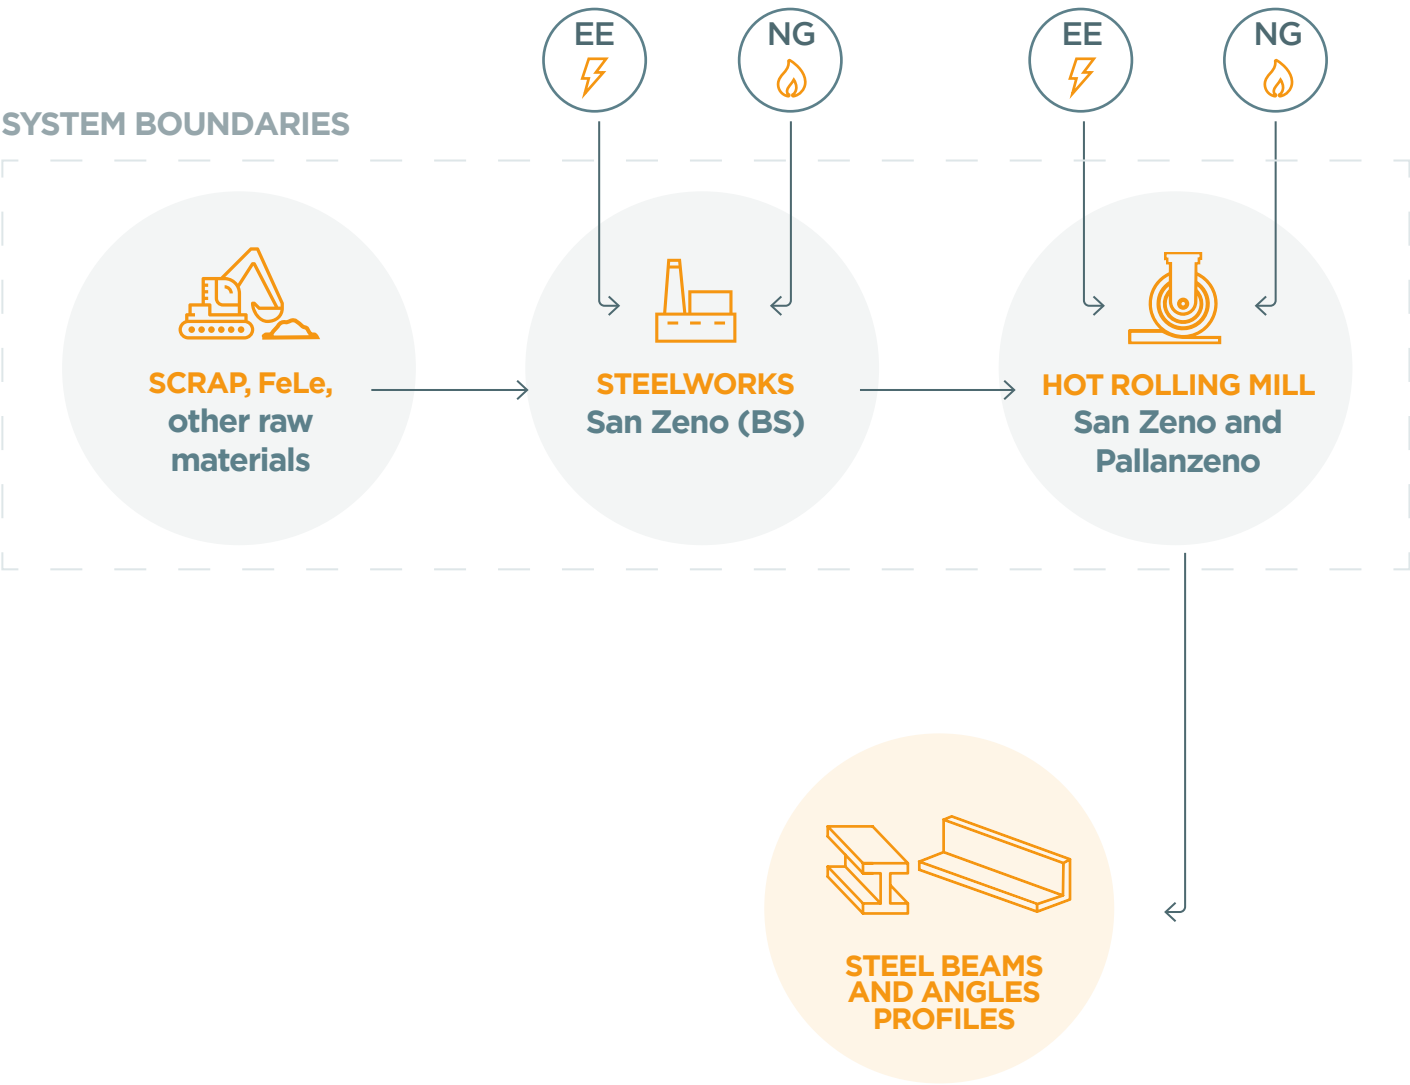 EE
NG
EE
NG
SYSTEM BOUNDARIES
SCRAP, FeLe,
other raw
materials
STEELWORKS
San Zeno (BS)
HOT ROLLING MILL
San Zeno and
Pallanzeno
STEEL BEAMS
AND ANGLES
PROFILES